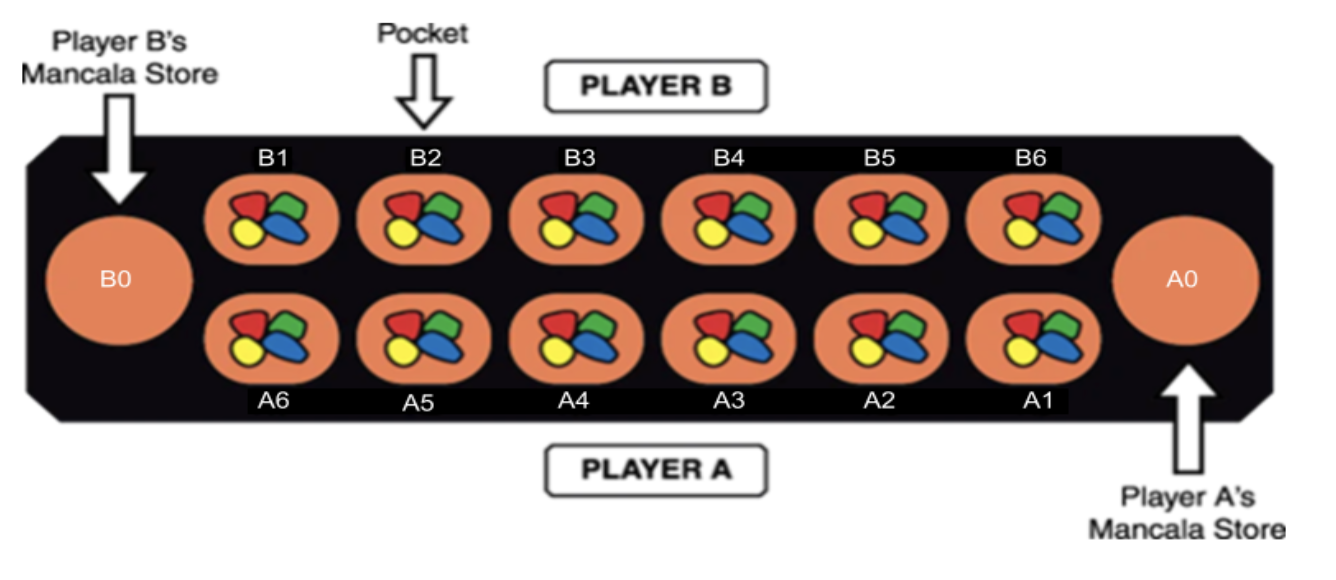 Player B's
Mancala Store
Pocket
PLAYER B
B1 B2 B3 B4 B5 B6
B0
A0
A6 A5 A4 A3 A2 A1
PLAYER A
Player A's
Mancala Store